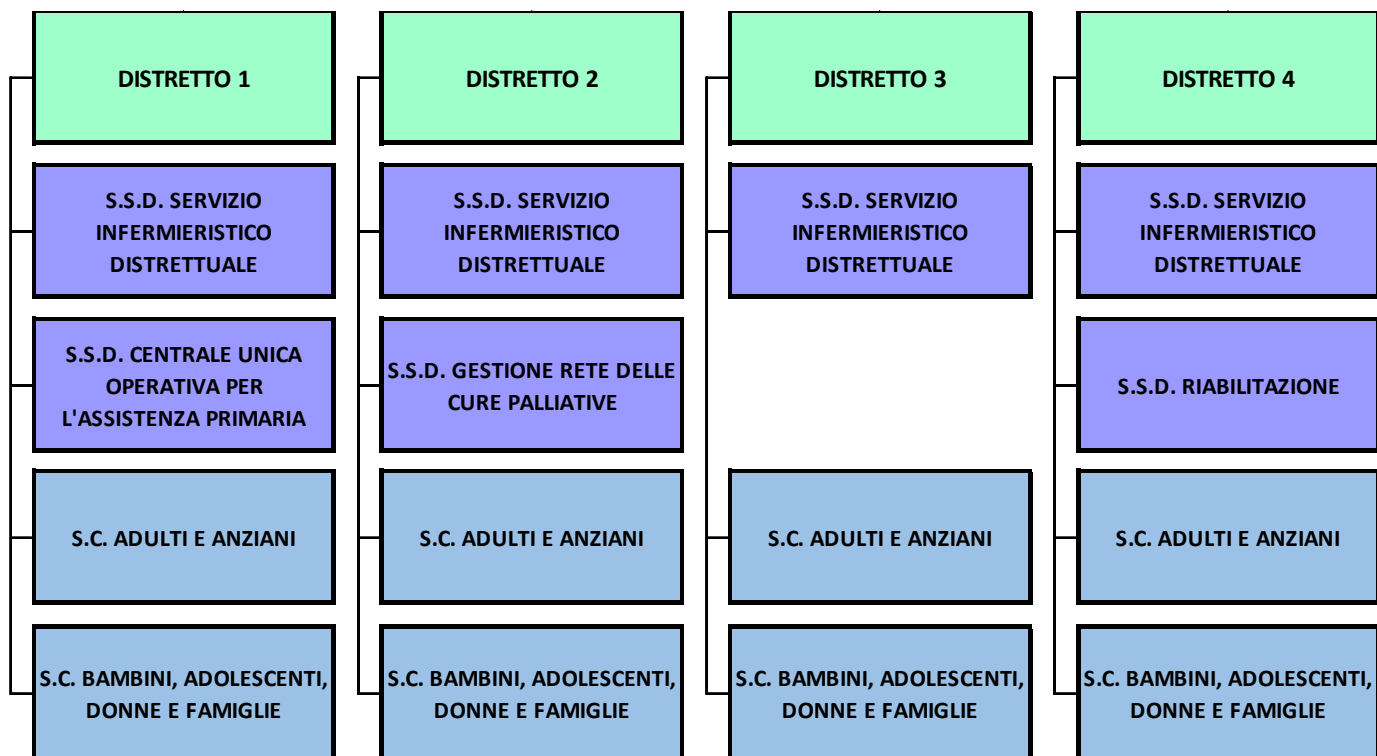 DISTRETTO 1
S.S.D. SERVIZIO
INFERMIERISTICO
DISTRETTUALE
S.S.D. CENTRALE UNICA
OPERATIVA PER
L'ASSISTENZA PRIMARIA
S.C. ADULTI E ANZIANI
S.C. BAMBINI, ADOLESCENTI,
DONNE E FAMIGLIE
DISTRETTO 2
S.S.D. SERVIZIO
INFERMIERISTICO
DISTRETTUALE
S.S.D. GESTIONE RETE DELLE
CURE PALLIATIVE
S.C. ADULTI E ANZIANI
S.C. BAMBINI, ADOLESCENTI,
DONNE E FAMIGLIE
DISTRETTO 3
S.S.D. SERVIZIO
INFERMIERISTICO
DISTRETTUALE
S.C. ADULTI E ANZIANI
S.C. BAMBINI, ADOLESCENTI,
DONNE E FAMIGLIE
DISTRETTO 4
S.S.D. SERVIZIO
INFERMIERISTICO
DISTRETTUALE
S.S.D. RIABILITAZIONE
S.C. ADULTI E ANZIANI
S.C. BAMBINI, ADOLESCENTI,
DONNE E FAMIGLIE